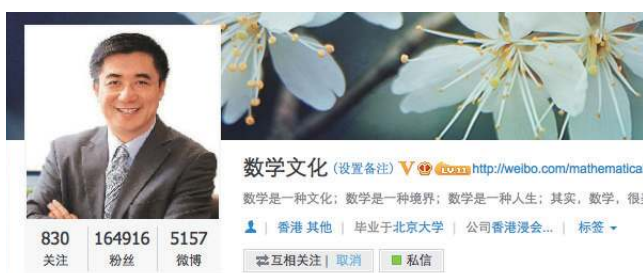 数学文化 (设置备注) V LV11 http://weibo.com/mathematica
数学是一种文化；数学是一种境界；数学是一种人生；其实，数学，很
香港 其他 | 毕业于北京大学 | 公司香港浸会... | 标签
830 164916 5157
关注 粉丝 微博
互相关注 | 取消 私信